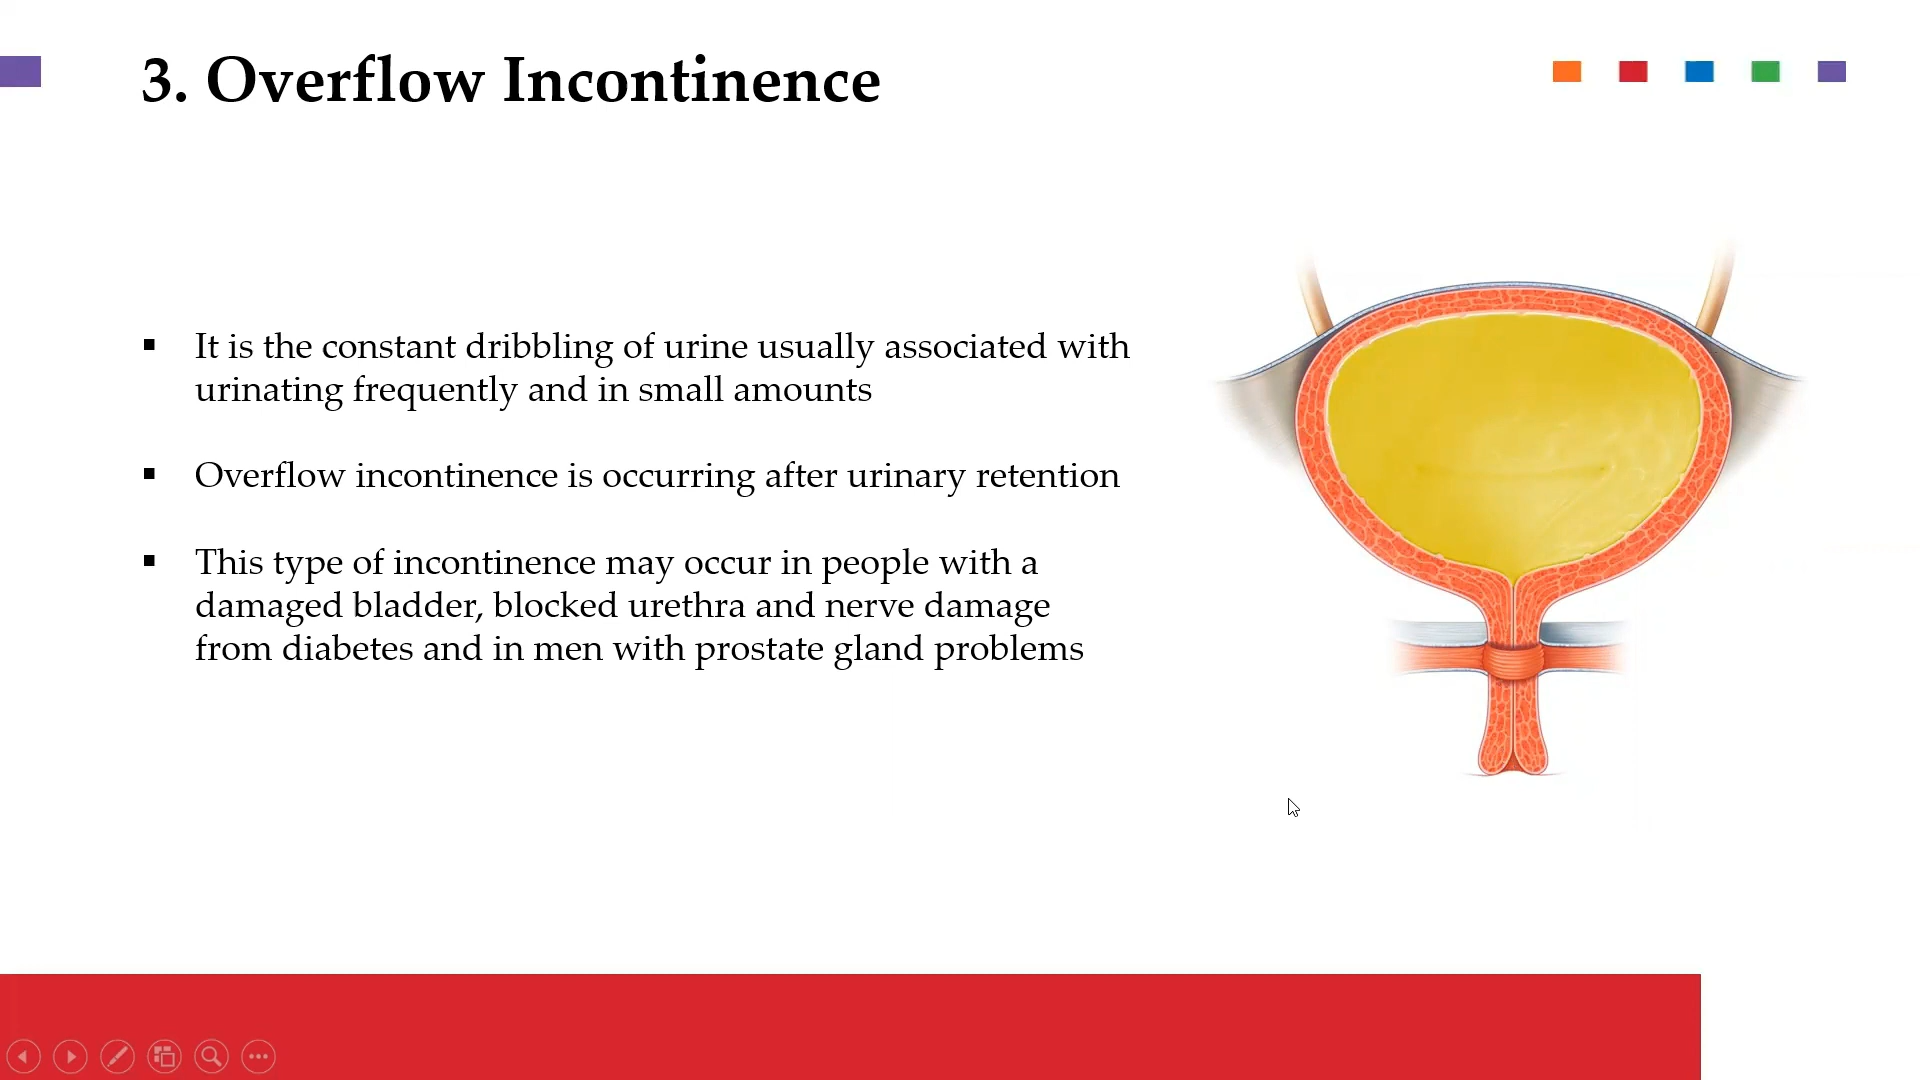 3. Overflow Incontinence
▪ It is the constant dribbling of urine usually associated with
urinating frequently and in small amounts
▪ Overflow incontinence is occurring after urinary retention
▪ This type of incontinence may occur in people with a
damaged bladder, blocked urethra and nerve damage
from diabetes and in men with prostate gland problems